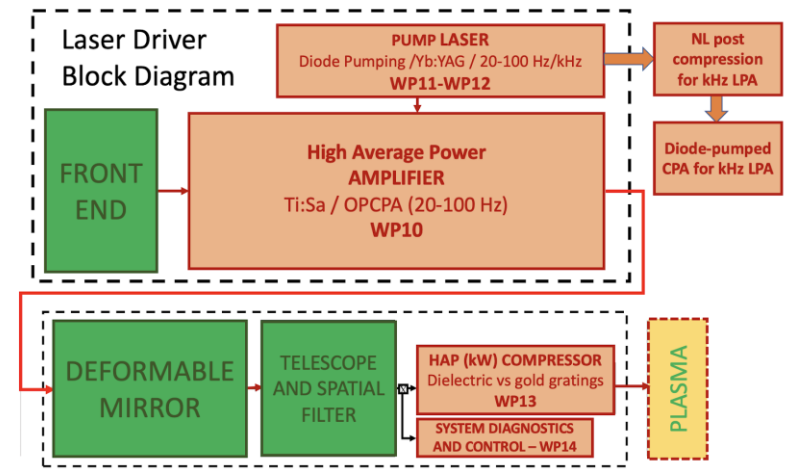 Laser Driver
Block Diagram
PUMP LASER
Diode Pumping /Yb:YAG / 20-100 Hz/kHz
WP11-WP12
NL post
compression
for kHz LPA
Diode-pumped
CPA for kHz LPA
FRONT
END
High Average Power
AMPLIFIER
Ti:Sa / OPCPA (20-100 Hz)
WP10
DEFORMABLE
MIRROR
TELESCOPE
AND SPATIAL
FILTER
HAP (kW) COMPRESSOR
Dielectric vs gold gratings
WP13
SYSTEM DIAGNOSTICS
AND CONTROL – WP14
PLASMA